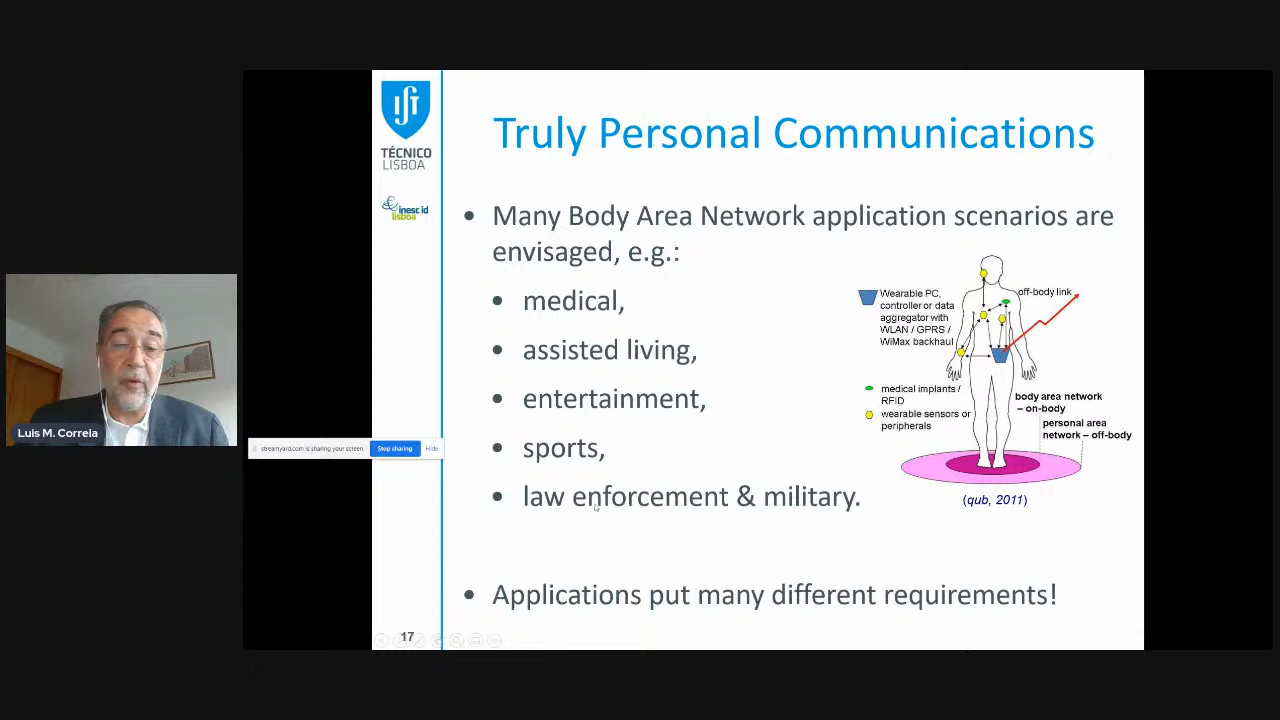 TÉCNICO
LISBOA
inesc id
lisboa
Truly Personal Communications
• Many Body Area Network application scenarios are
envisaged, e.g.:
• medical,
• assisted living,
• entertainment,
• sports,
• law enforcement & military.
• Applications put many different requirements!
Wearable PC,
controller or data
aggregator with
WLAN / GPRS /
WiMax backhaul
off-body link
medical implants /
RFID
wearable sensors or
peripherals
body area network
– on-body
personal area
network – off-body
(qub, 2011)
17
Luis M. Correia
streamyard.com is sharing your screen. Stop sharing Hide